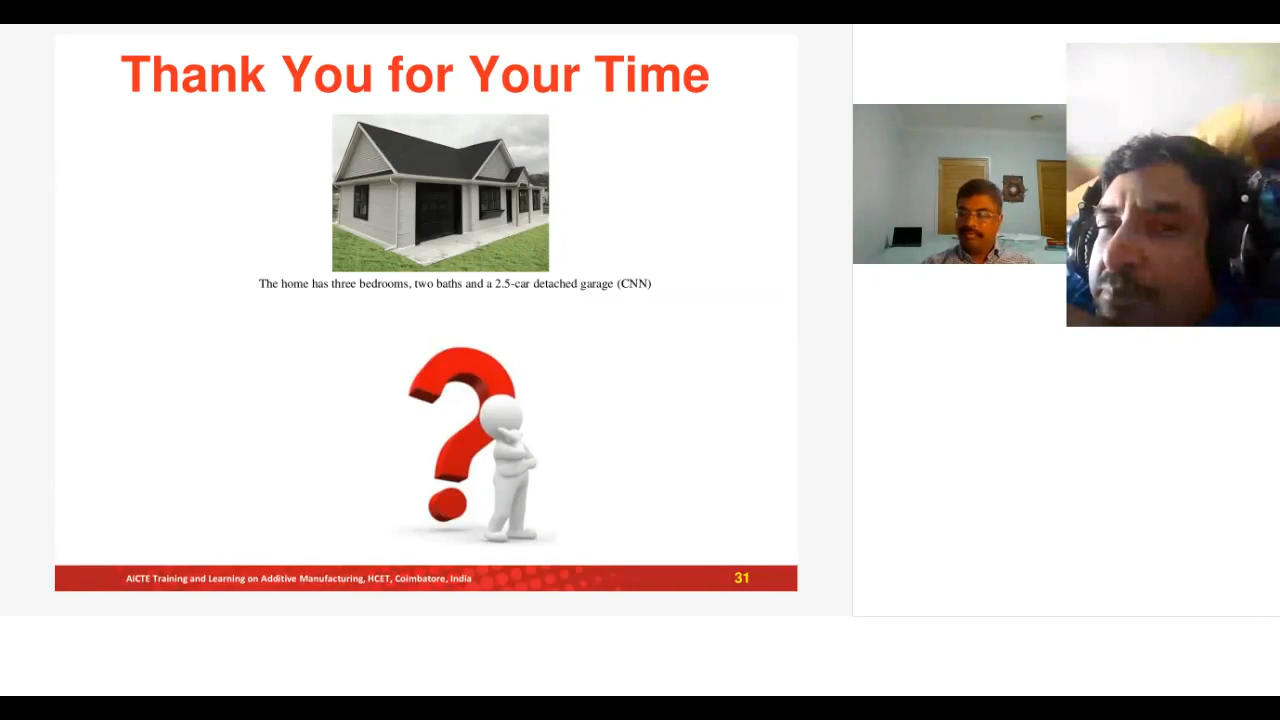 Thank You for Your Time
The home has three bedrooms, two baths and a 2.5-car detached garage (CNN)
AICTE Training and Learning on Additive Manufacturing, HCET, Coimbatore, India
31